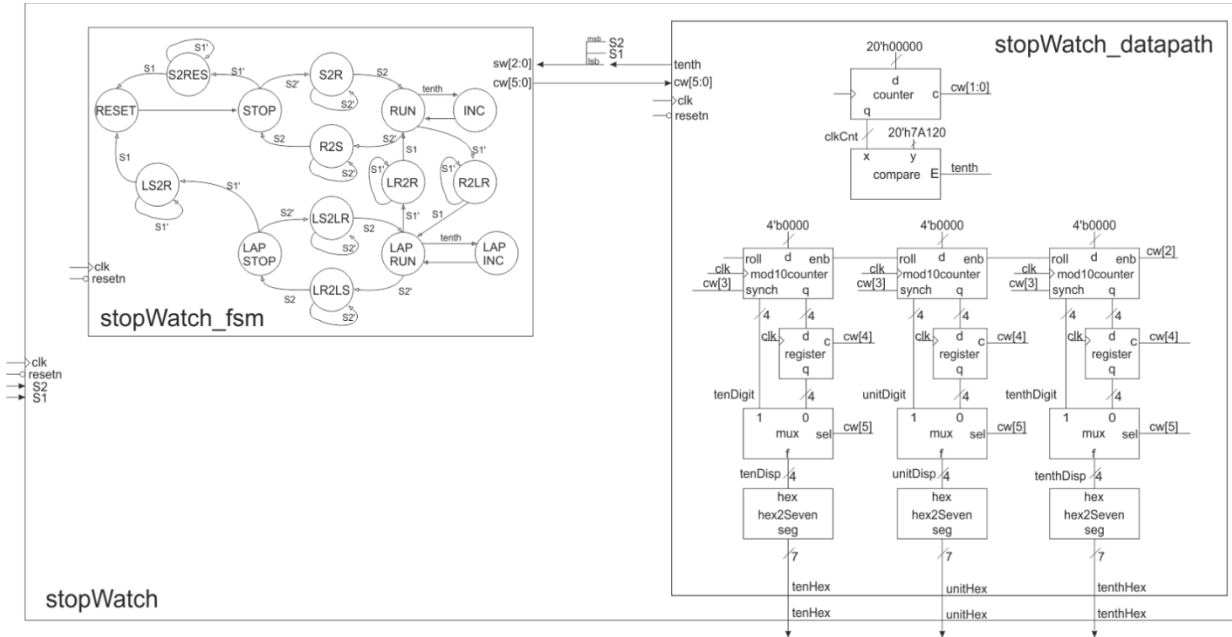 S1'
S1
S2RES
S1'
S2'
S2R
S2
S2'
RESET
STOP
RUN
tenth
INC
S2
R2S
S2'
S2'
S1
S1'
LR2R
S1'
R2LR
S1
LS2R
S1'
S1'
S2'
LS2LR
S2
S2'
S1'
S1
LAP
STOP
LAP
RUN
tenth
LAP
INC
S2
LR2LS
S2'
S2'
clk
resetn
stopWatch_fsm
msb
S2
S1
lsb
sw[2:0]
cw[5:0]
tenth
cw[5:0]
clk
resetn
stopWatch_datapath
20'h00000
d
counter
c
cw[1:0]
q
clkCnt
20'h7A120
x
y
compare
E
tenth
4'b0000
4'b0000
4'b0000
roll d enb
roll d enb
roll d enb
cw[2]
clk
mod10counter
clk
mod10counter
clk
mod10counter
cw[3]
synch q
cw[3]
synch q
cw[3]
synch q
4
4
4
4
4
4
clk
d
c
cw[4]
register
q
clk
d
c
cw[4]
register
q
clk
d
c
cw[4]
register
q
tenDigit
4
unitDigit
4
tenthDigit
4
1 0
mux sel
cw[5]
f
1 0
mux sel
cw[5]
f
1 0
mux sel
cw[5]
f
tenDisp
4
unitDisp
4
tenthDisp
4
hex
hex2Seven
seg
hex
hex2Seven
seg
hex
hex2Seven
seg
7
7
7
tenHex
unitHex
tenthHex
tenHex
unitHex
tenthHex
clk
resetn
S2
S1
stopWatch